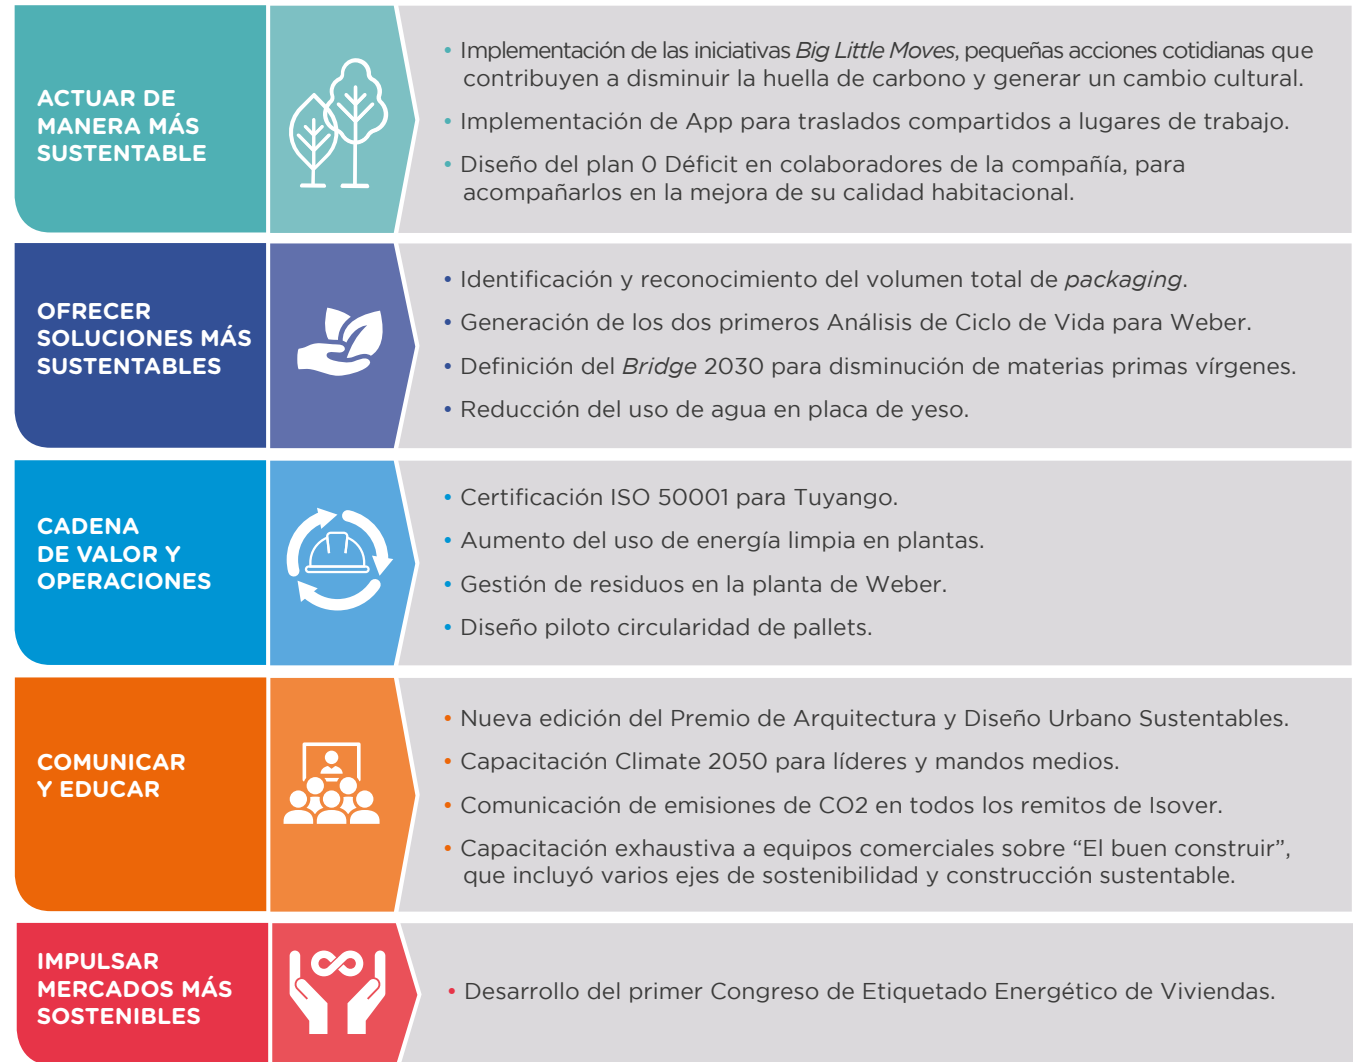 ACTUAR DE
MANERA MÁS
SUSTENTABLE
• Implementación de las iniciativas Big Little Moves, pequeñas acciones cotidianas que
contribuyen a disminuir la huella de carbono y generar un cambio cultural.
• Implementación de App para traslados compartidos a lugares de trabajo.
• Diseño del plan 0 Déficit en colaboradores de la compañía, para
acompañarlos en la mejora de su calidad habitacional.
OFRECER
SOLUCIONES MÁS
SUSTENTABLES
• Identificación y reconocimiento del volumen total de packaging.
• Generación de los dos primeros Análisis de Ciclo de Vida para Weber.
• Definición del Bridge 2030 para disminución de materias primas vírgenes.
• Reducción del uso de agua en placa de yeso.
CADENA
DE VALOR Y
OPERACIONES
• Certificación ISO 50001 para Tuyango.
• Aumento del uso de energía limpia en plantas.
• Gestión de residuos en la planta de Weber.
• Diseño piloto circularidad de pallets.
COMUNICAR
Y EDUCAR
• Nueva edición del Premio de Arquitectura y Diseño Urbano Sustentables.
• Capacitación Climate 2050 para líderes y mandos medios.
• Comunicación de emisiones de CO2 en todos los remitos de Isover.
• Capacitación exhaustiva a equipos comerciales sobre “El buen construir”,
que incluyó varios ejes de sostenibilidad y construcción sustentable.
IMPULSAR
MERCADOS MÁS
SOSTENIBLES
• Desarrollo del primer Congreso de Etiquetado Energético de Viviendas.